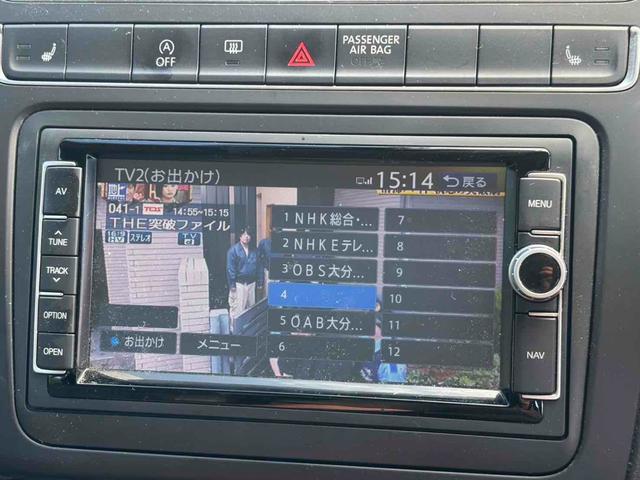 A
OFF
PASSENGER
AIR BAG
TV2(お出かけ)
15:14
戻る
041-1 TOS 14:55~15:15
THE突破ファイル
16:9
HV
ステレオ
1 NHK総合・...
2 NHKEテレ...
3 OBS大分...
4
5 OAB大分...
6
7
8
9
10
11
12
お出かけ
メニュー
AV
TUNE
TRACK
OPTION
OPEN
MENU
NAV